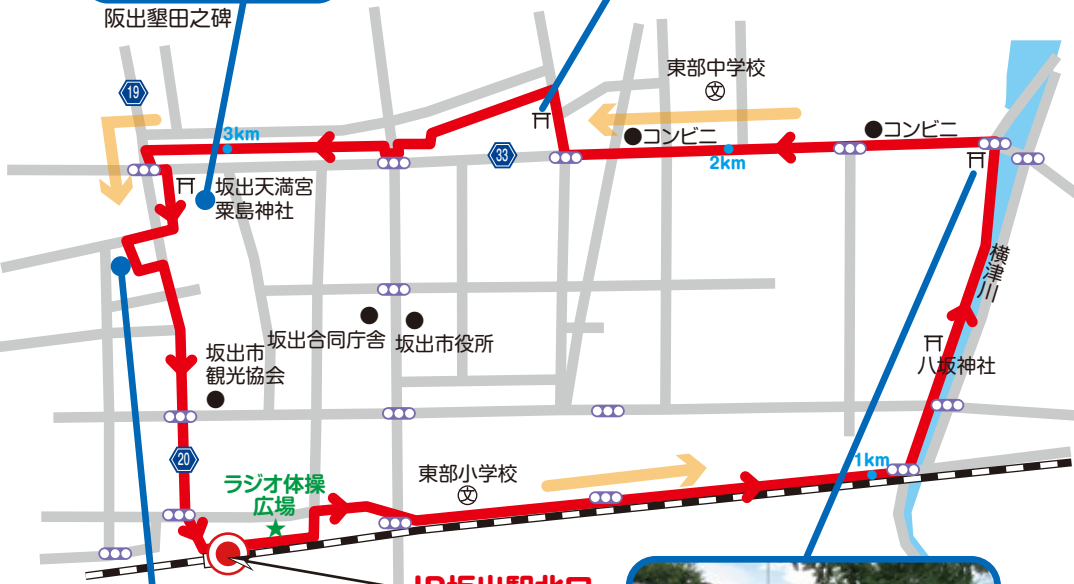 阪出墾田之碑
19
東部中学校
文
3km
コンビニ
コンビニ
33
2km
坂出天満宮
粟島神社
横津川
坂出合同庁舎
坂出市役所
坂出市
観光協会
八坂神社
20
1km
ラジオ体操
広場
東部小学校
文